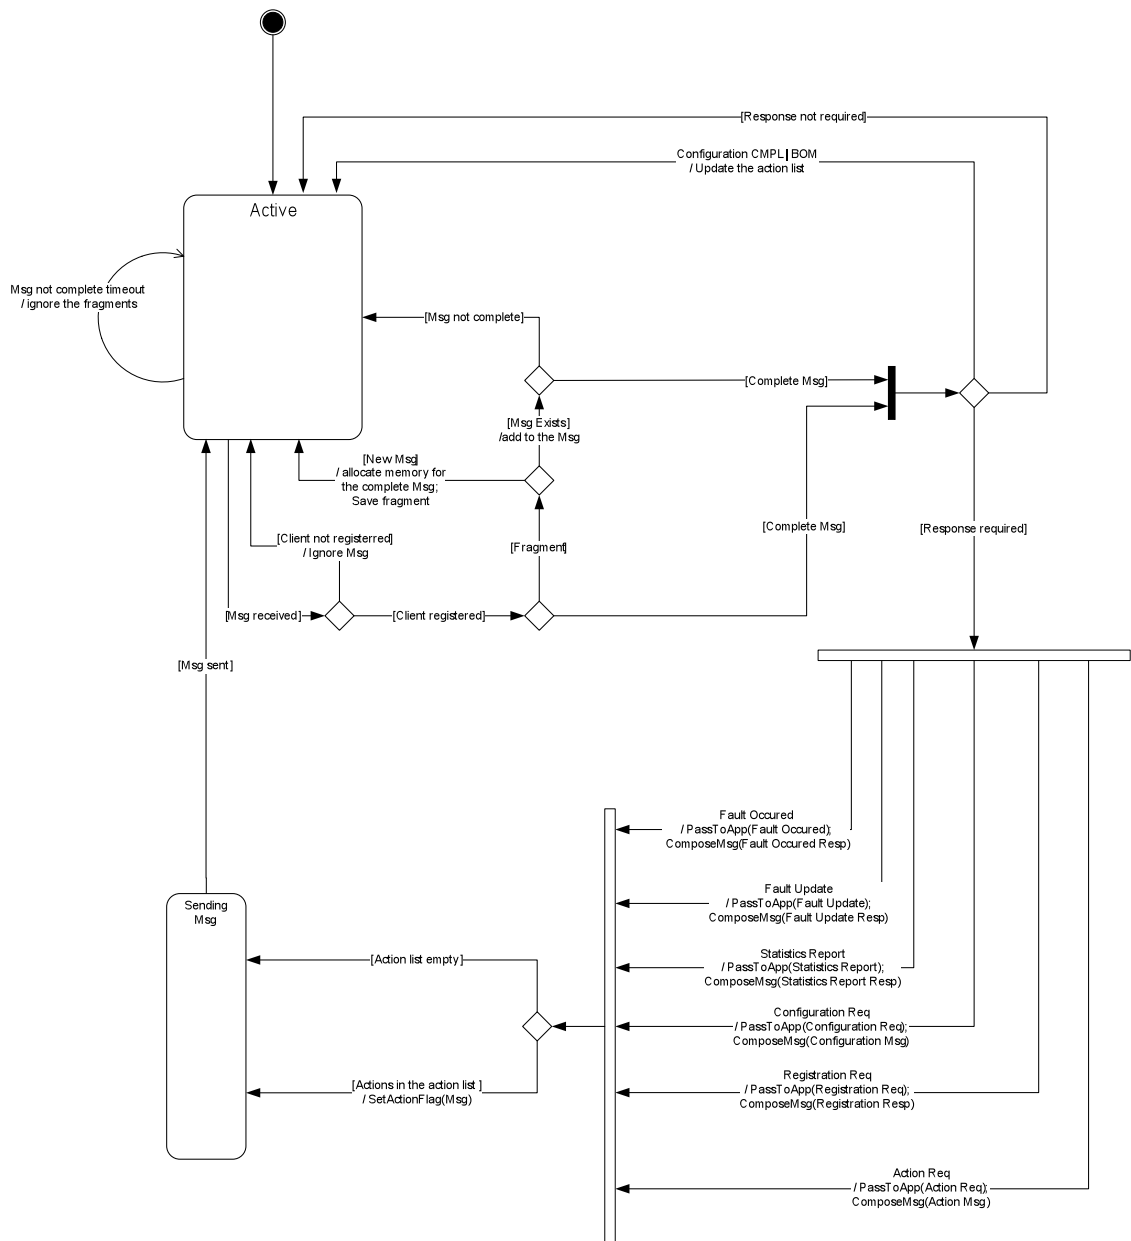 [Response not required]
Configuration CMPL|BOM
/ Update the action list
Active
Msg not complete timeout
/ ignore the fragments
[Msg not complete]
[Complete Msg]
[Msg Exists]
/add to the Msg
[New Msg]
/ allocate memory for
the complete Msg;
Save fragment
[Complete Msg]
[Response required]
[Client not registerred]
/ Ignore Msg
[Fragment]
[Msg received]
[Client registered]
[Msg sent]
Fault Occured
/ PassToApp(Fault Occured);
ComposeMsg(Fault Occured Resp)
Fault Update
/ PassToApp(Fault Update);
ComposeMsg(Fault Update Resp)
Sending
Msg
[Action list empty]
Statistics Report
/ PassToApp(Statistics Report);
ComposeMsg(Statistics Report Resp)
Configuration Req
/ PassToApp(Configuration Req);
ComposeMsg(Configuration Msg)
[Actions in the action list ]
/ SetActionFlag(Msg)
Registration Req
/ PassToApp(Registration Req);
ComposeMsg(Registration Resp)
Action Req
/ PassToApp(Action Req);
ComposeMsg(Action Msg)